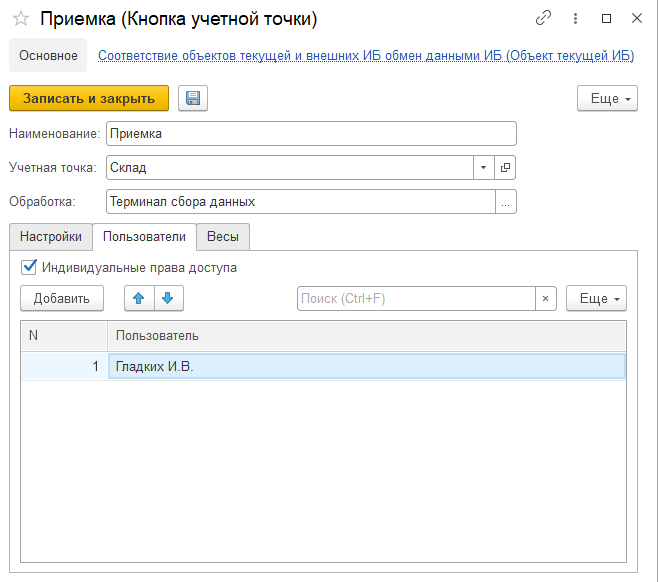 Приемка (Кнопка учетной точки)
Основное Соответствие объектов текущей и внешних ИБ обмен данными ИБ (Объект текущей ИБ)
Записать и закрыть Еще
Наименование: Приемка
Учетная точка: Склад
Обработка: Терминал сбора данных ...
Настройки Пользователи Весы
Индивидуальные права доступа
Добавить Поиск (Ctrl+F) × Еще
N Пользователь
1 Гладких И.В.